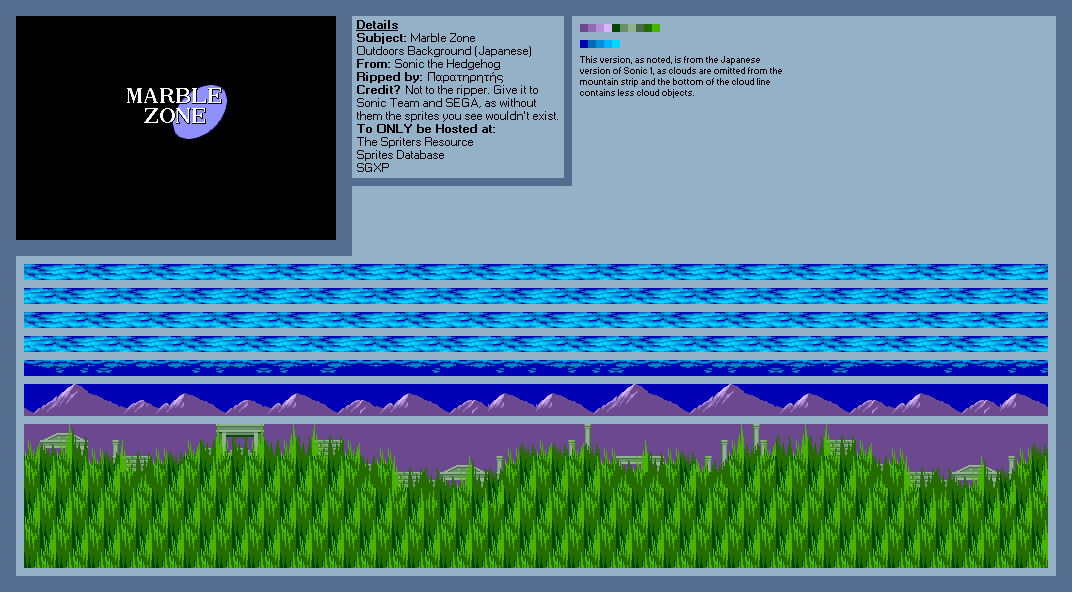 MARBLE
ZONE
Details
Subject: Marble Zone
Outdoors Background (Japanese)
From: Sonic the Hedgehog
Ripped by: Παρατηρητής
Credit? Not to the ripper. Give it to
Sonic Team and SEGA, as without
them the sprites you see wouldn't exist.
To ONLY be Hosted at:
The Spriters Resource
Sprites Database
SGXP
This version, as noted, is from the Japanese
version of Sonic 1, as clouds are omitted from the
mountain strip and the bottom of the cloud line
contains less cloud objects.